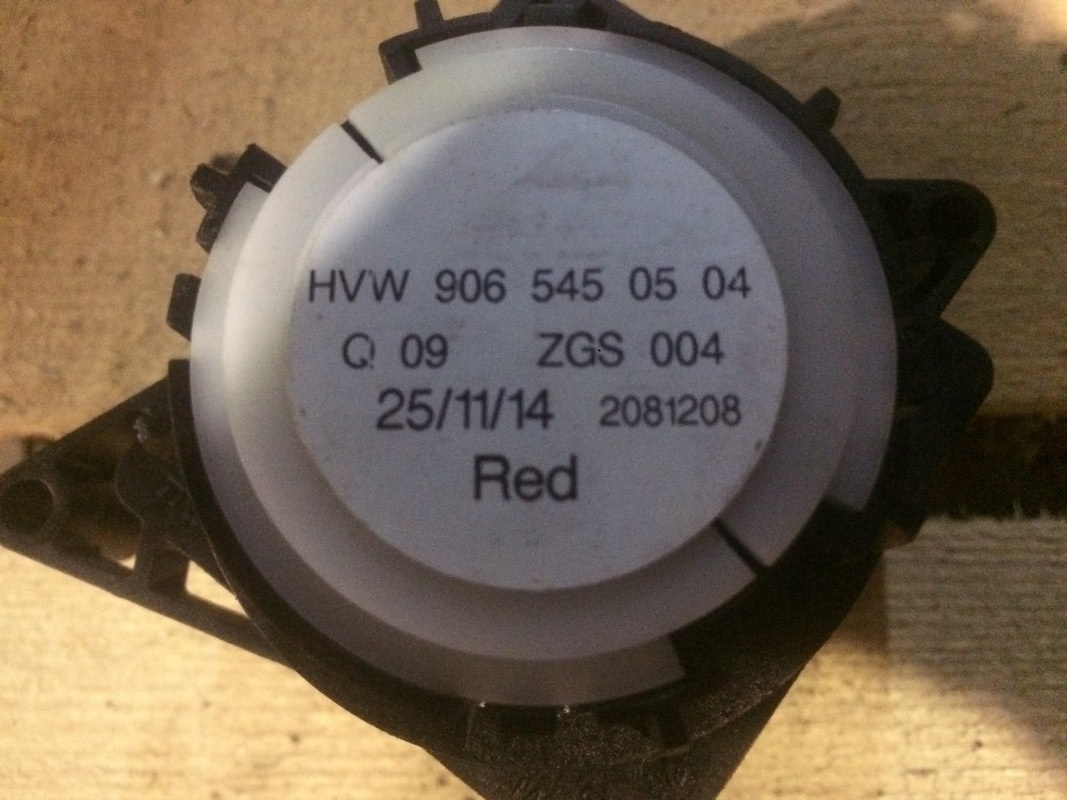 HVW 906 545 05 04
Q 09 ZGS 004
25/11/14 2081208
Red